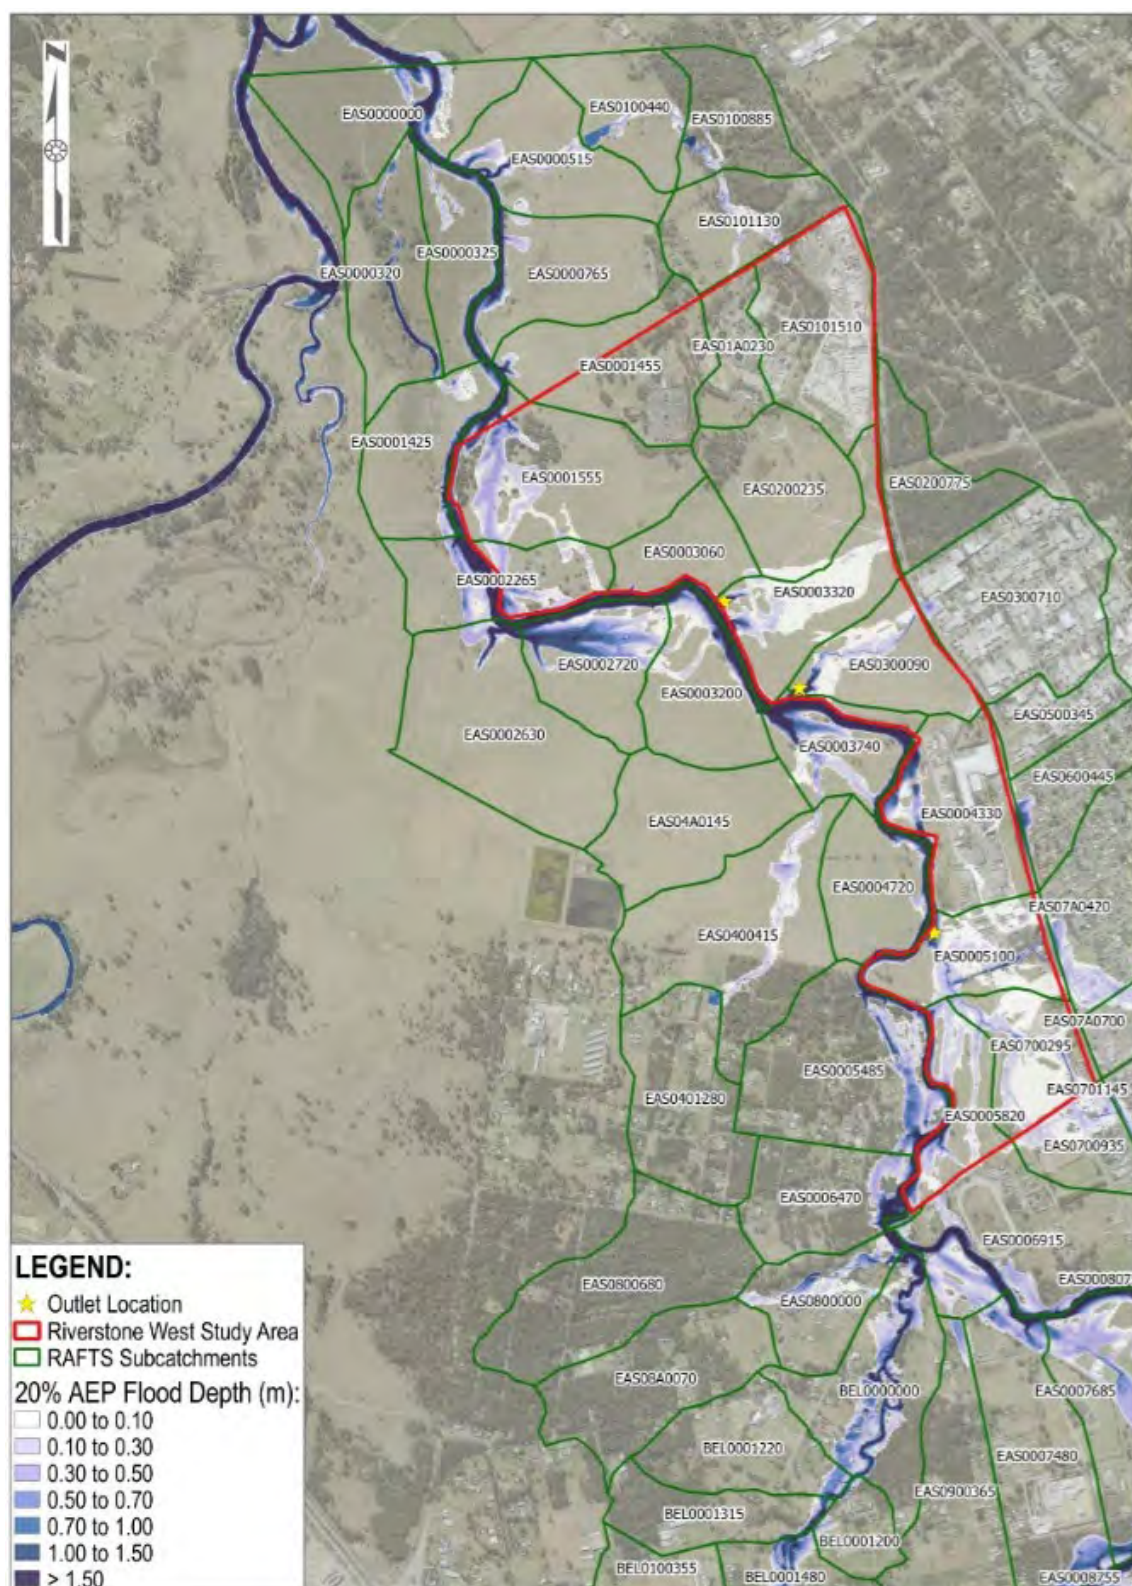 N
EAS0000000
EAS0100440
EAS0100885
EAS0000515
EAS0101130
EAS0000325
EAS0000320
EAS0000765
EAS0101510
EAS01A0230
EAS0001455
EAS0001425
EAS0001555
EAS0200235
EAS0200775
EAS0003060
EAS0002265
EAS0003320
EAS0300710
EAS0002720
EAS0300090
EAS0003200
EAS0500345
EAS0002630
EAS0003740
EAS0600445
EAS04A0145
EAS0004330
EAS0004720
EAS07A0420
EAS0400415
EAS0005100
EAS07A0700
EAS0700295
EAS0005485
EAS0701145
EAS0401280
EAS0005820
EAS0700935
EAS0006470
EAS0006915
EAS0800680
EAS000807
EAS0800000
EAS08A0070
BEL0000000
EAS0007685
BEL0001220
EAS0007480
EAS0900365
BEL0001315
BEL0001200
BEL0100355
BEL0001480
EAS0008755
LEGEND:
Outlet Location
Riverstone West Study Area
RAFTS Subcatchments
20% AEP Flood Depth (m):
0.00 to 0.10
0.10 to 0.30
0.30 to 0.50
0.50 to 0.70
0.70 to 1.00
1.00 to 1.50
> 1.50